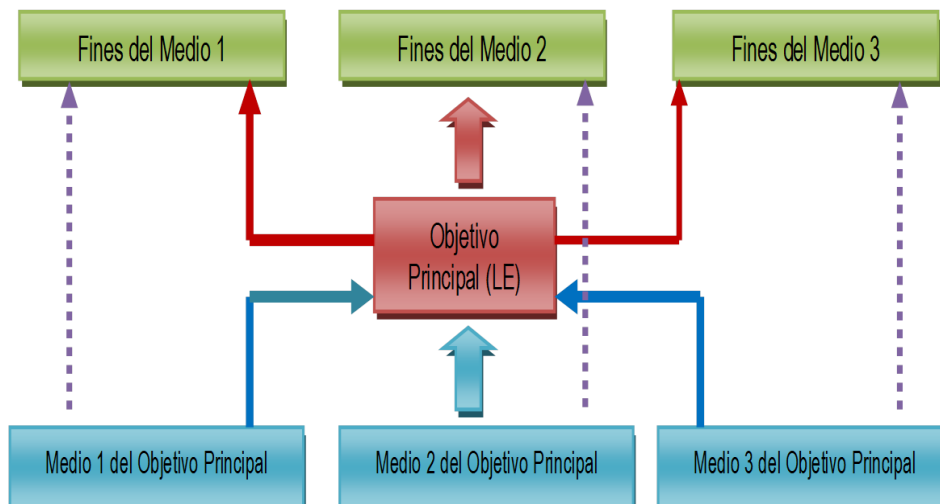 Fines del Medio 1
Fines del Medio 2
Fines del Medio 3
Objetivo
Principal (LE)
Medio 1 del Objetivo Principal
Medio 2 del Objetivo Principal
Medio 3 del Objetivo Principal